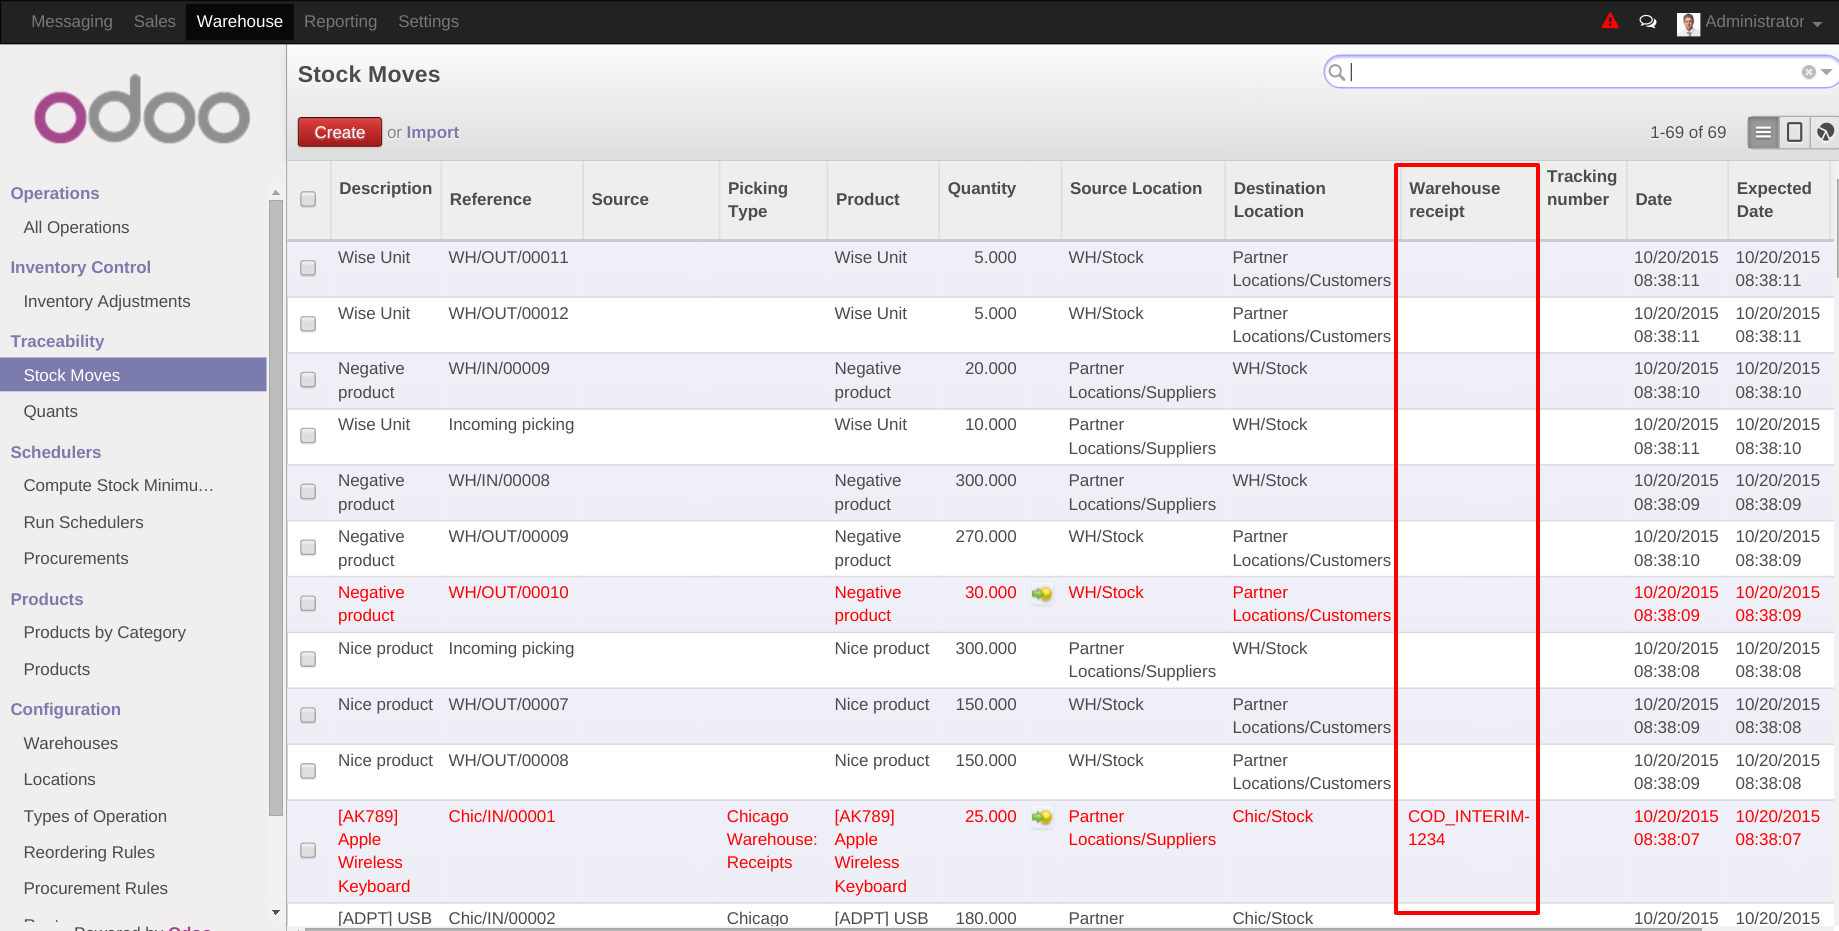 Messaging Sales Warehouse Reporting Settings Administrator
odoo
Stock Moves
Create or Import
1-69 of 69
Operations
All Operations
Inventory Control
Inventory Adjustments
Traceability
Stock Moves
Quants
Schedulers
Compute Stock Minimu...
Run Schedulers
Procurements
Products
Products by Category
Products
Configuration
Warehouses
Locations
Types of Operation
Reordering Rules
Procurement Rules
Powered by Odoo
Description Reference Source Picking Type Product Quantity Source Location Destination Location Warehouse receipt Tracking number Date Expected Date
Wise Unit WH/OUT/00011 Wise Unit 5.000 WH/Stock Partner Locations/Customers 10/20/2015 08:38:11 10/20/2015 08:38:11
Wise Unit WH/OUT/00012 Wise Unit 5.000 WH/Stock Partner Locations/Customers 10/20/2015 08:38:11 10/20/2015 08:38:11
Negative product WH/IN/00009 Negative product 20.000 Partner Locations/Suppliers WH/Stock 10/20/2015 08:38:10 10/20/2015 08:38:10
Wise Unit Incoming picking Wise Unit 10.000 Partner Locations/Suppliers WH/Stock 10/20/2015 08:38:11 10/20/2015 08:38:10
Negative product WH/IN/00008 Negative product 300.000 Partner Locations/Suppliers WH/Stock 10/20/2015 08:38:09 10/20/2015 08:38:09
Negative product WH/OUT/00009 Negative product 270.000 WH/Stock Partner Locations/Customers 10/20/2015 08:38:10 10/20/2015 08:38:09
Negative product WH/OUT/00010 Negative product 30.000 WH/Stock Partner Locations/Customers 10/20/2015 08:38:09 10/20/2015 08:38:09
Nice product Incoming picking Nice product 300.000 Partner Locations/Suppliers WH/Stock 10/20/2015 08:38:08 10/20/2015 08:38:08
Nice product WH/OUT/00007 Nice product 150.000 WH/Stock Partner Locations/Customers 10/20/2015 08:38:09 10/20/2015 08:38:08
Nice product WH/OUT/00008 Nice product 150.000 WH/Stock Partner Locations/Customers 10/20/2015 08:38:09 10/20/2015 08:38:08
[AK789] Apple Wireless Keyboard Chic/IN/00001 Chicago Warehouse: Receipts [AK789] Apple Wireless Keyboard 25.000 Partner Locations/Suppliers Chic/Stock COD_INTERIM-1234 10/20/2015 08:38:07 10/20/2015 08:38:07
[ADPT] USB Chic/IN/00002 Chicago [ADPT] USB 180.000 Partner Chic/Stock 10/20/2015 10/20/2015